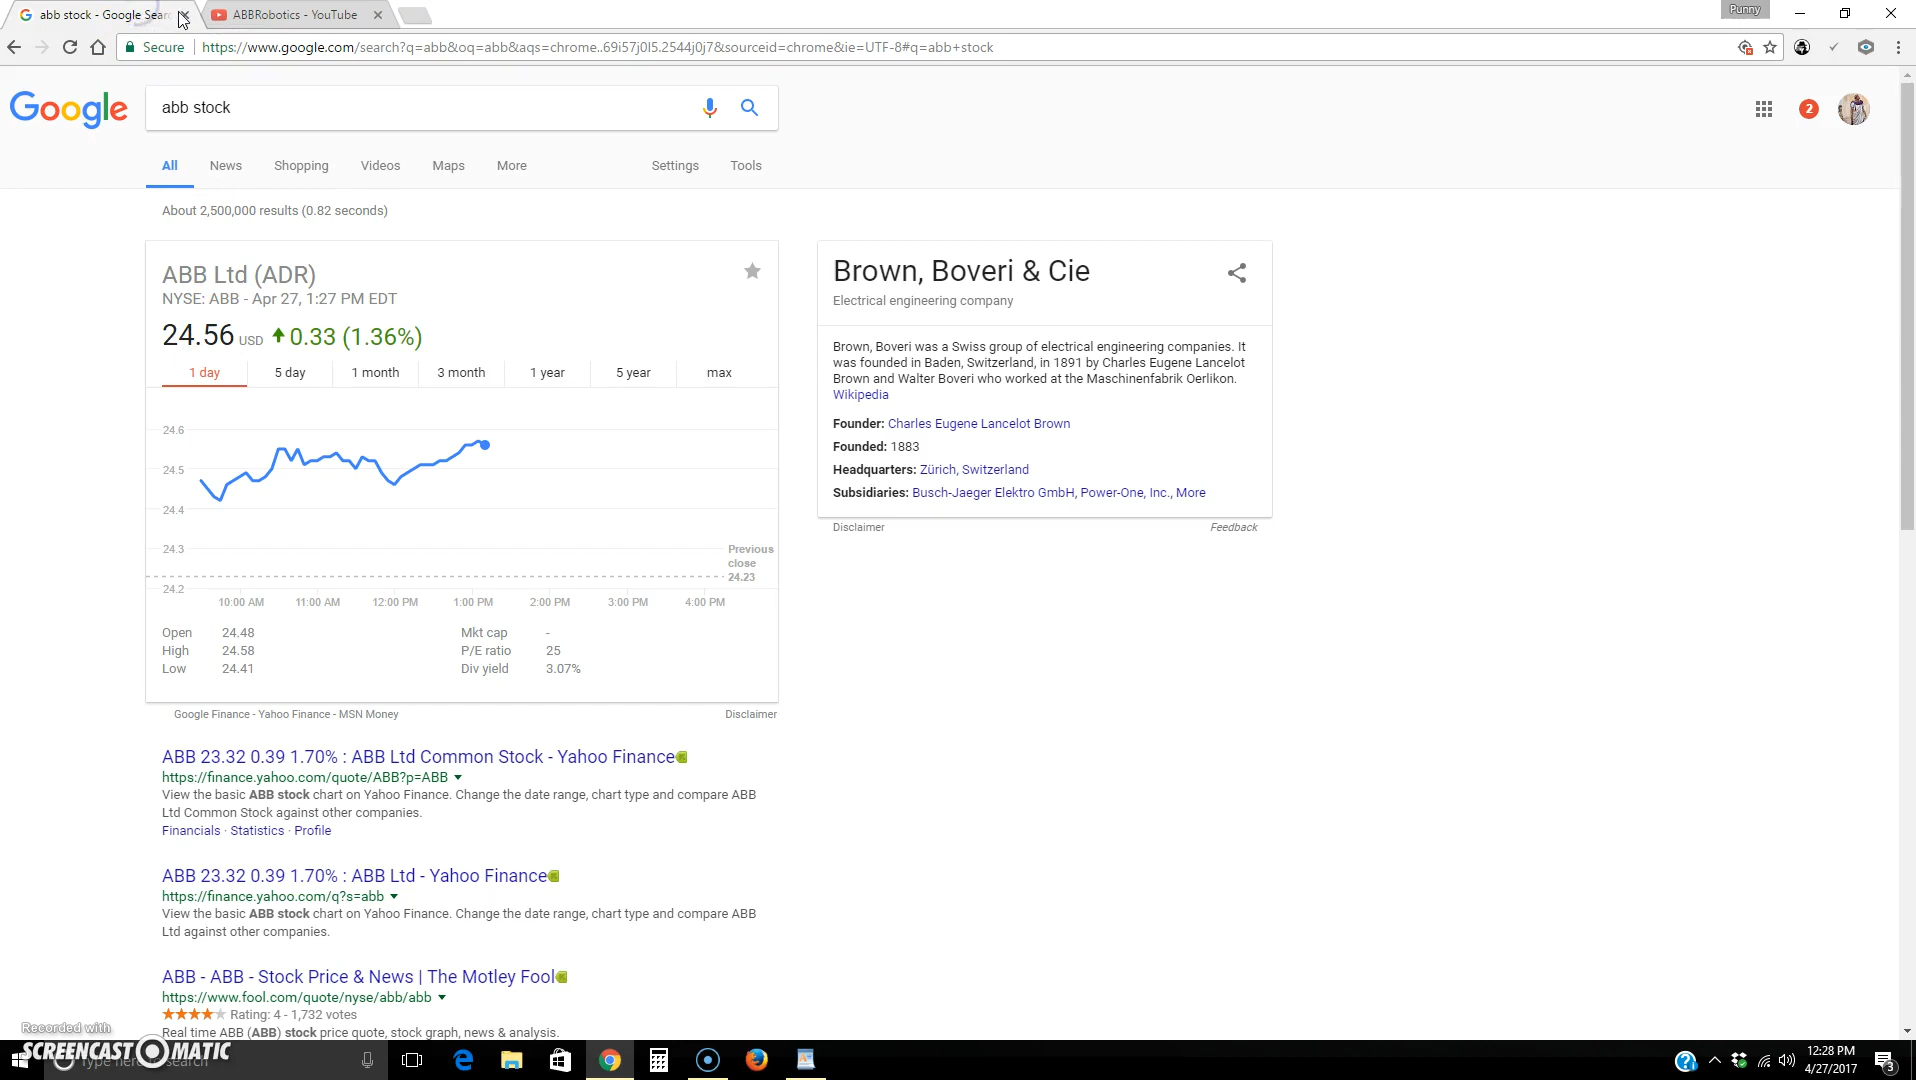 abb stock - Google Sear
ABBRobotics - YouTube
Punny
Secure
https://www.google.com/search?q=abb&oq=abb&aqs=chrome..69i57j0l5.2544j0j7&sourceid=chrome&ie=UTF-8#q=abb+stock
Google
abb stock
2
All
News
Shopping
Videos
Maps
More
Settings
Tools
About 2,500,000 results (0.82 seconds)
ABB Ltd (ADR)
NYSE: ABB - Apr 27, 1:27 PM EDT
24.56 USD 0.33 (1.36%)
1 day
5 day
1 month
3 month
1 year
5 year
max
24.6
24.5
24.4
24.3
24.2
Previous
close
24.23
10:00 AM
11:00 AM
12:00 PM
1:00 PM
2:00 PM
3:00 PM
4:00 PM
Open 24.48
High 24.58
Low 24.41
Mkt cap -
P/E ratio 25
Div yield 3.07%
Google Finance - Yahoo Finance - MSN Money
Disclaimer
Brown, Boveri & Cie
Electrical engineering company
Brown, Boveri was a Swiss group of electrical engineering companies. It
was founded in Baden, Switzerland, in 1891 by Charles Eugene Lancelot
Brown and Walter Boveri who worked at the Maschinenfabrik Oerlikon.
Wikipedia
Founder: Charles Eugene Lancelot Brown
Founded: 1883
Headquarters: Zürich, Switzerland
Subsidiaries: Busch-Jaeger Elektro GmbH, Power-One, Inc., More
Disclaimer
Feedback
ABB 23.32 0.39 1.70% : ABB Ltd Common Stock - Yahoo Finance
https://finance.yahoo.com/quote/ABB?p=ABB
View the basic ABB stock chart on Yahoo Finance. Change the date range, chart type and compare ABB
Ltd Common Stock against other companies.
Financials · Statistics · Profile
ABB 23.32 0.39 1.70% : ABB Ltd - Yahoo Finance
https://finance.yahoo.com/q?s=abb
View the basic ABB stock chart on Yahoo Finance. Change the date range, chart type and compare ABB
Ltd against other companies.
ABB - ABB - Stock Price & News | The Motley Fool
https://www.fool.com/quote/nyse/abb/abb
Rating: 4 - 1,732 votes
Real time ABB (ABB) stock price quote, stock graph, news & analysis.
Recorded with
SCREENCAST MATIC
Type here to search
12:28 PM
4/27/2017
3